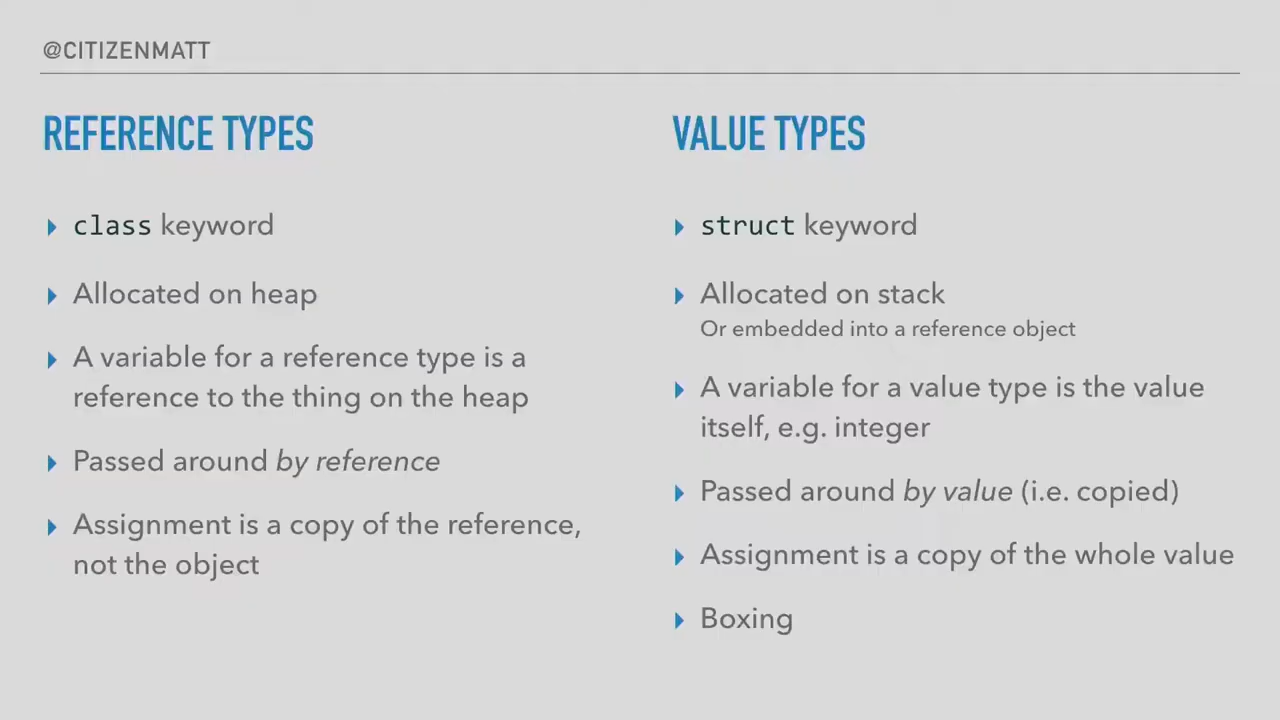 @CITIZENMATT
REFERENCE TYPES
▸ class keyword
▸ Allocated on heap
▸ A variable for a reference type is a
reference to the thing on the heap
▸ Passed around by reference
▸ Assignment is a copy of the reference,
not the object
VALUE TYPES
▸ struct keyword
▸ Allocated on stack
Or embedded into a reference object
▸ A variable for a value type is the value
itself, e.g. integer
▸ Passed around by value (i.e. copied)
▸ Assignment is a copy of the whole value
▸ Boxing